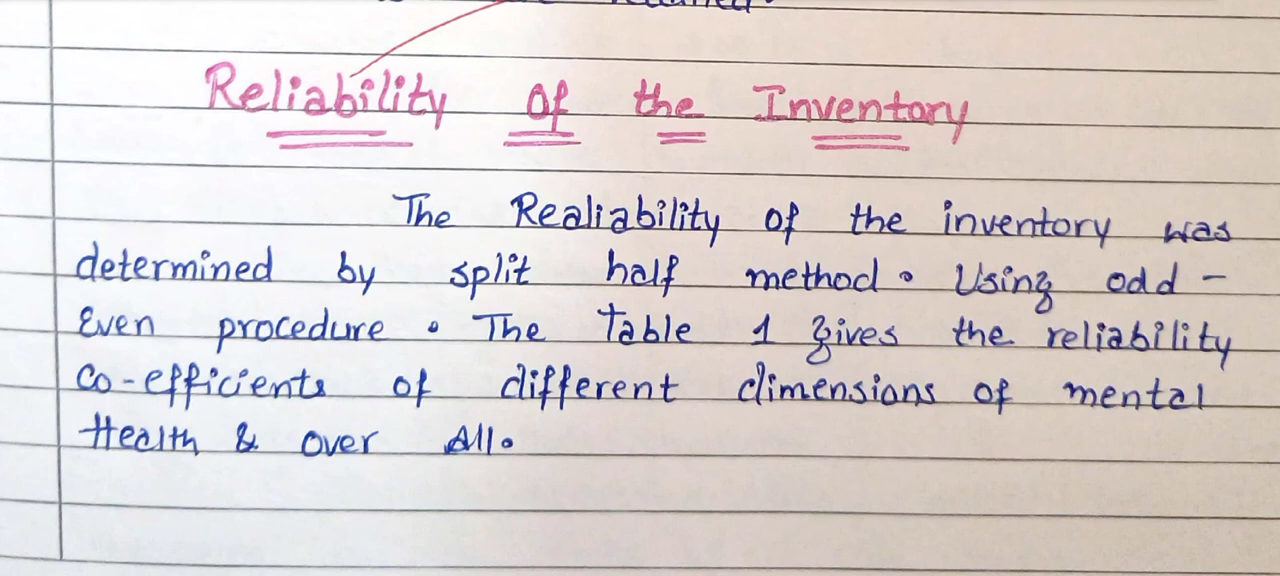 Reliability Of the Inventory
The Realiability of the inventory was
determined by split half method. Using odd -
Even procedure. The Table 1 gives the reliability
Co-efficients of different dimensions of mental
Health & over All.